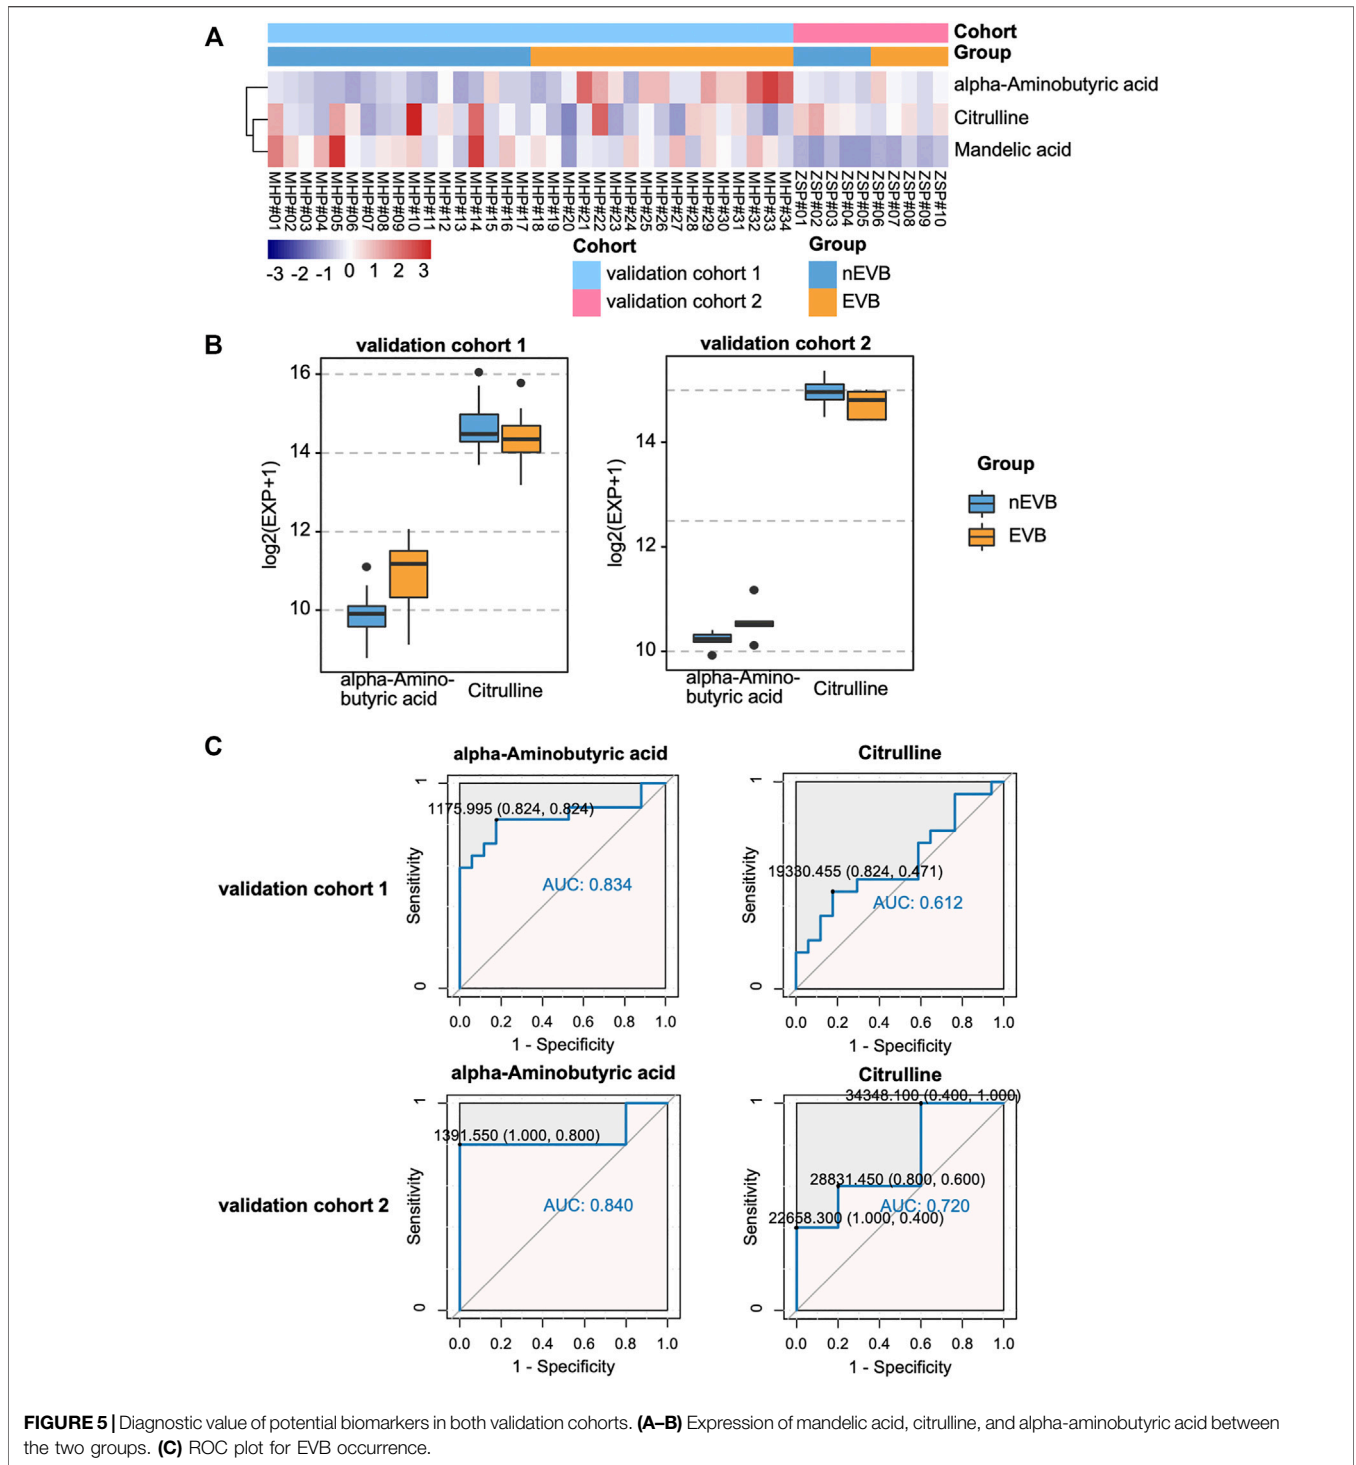 A
Cohort
Group
alpha-Aminobutyric acid
Citrulline
Mandelic acid
MHP#01
MHP#02
MHP#03
MHP#04
MHP#05
MHP#06
MHP#07
MHP#08
MHP#09
MHP#10
MHP#11
MHP#12
MHP#13
MHP#14
MHP#15
MHP#16
MHP#17
MHP#18
MHP#19
MHP#20
MHP#21
MHP#22
MHP#23
MHP#24
MHP#25
MHP#26
MHP#27
MHP#28
MHP#29
MHP#30
MHP#31
MHP#32
MHP#33
MHP#34
ZSP#01
ZSP#02
ZSP#03
ZSP#04
ZSP#05
ZSP#06
ZSP#07
ZSP#08
ZSP#09
ZSP#10
-3 -2 -1 0 1 2 3
Cohort
validation cohort 1
validation cohort 2
Group
nEVB
EVB
B
validation cohort 1
log2(EXP+1)
16
14
12
10
alpha-Amino-
butyric acid
Citrulline
validation cohort 2
log2(EXP+1)
14
12
10
alpha-Amino-
butyric acid
Citrulline
Group
nEVB
EVB
C
validation cohort 1
alpha-Aminobutyric acid
Sensitivity
1
0
1175.995 (0.824, 0.824)
AUC: 0.834
0.0 0.2 0.4 0.6 0.8 1.0
1 - Specificity
Citrulline
Sensitivity
1
0
19330.455 (0.824, 0.471)
AUC: 0.612
0.0 0.2 0.4 0.6 0.8 1.0
1 - Specificity
validation cohort 2
alpha-Aminobutyric acid
Sensitivity
1
0
1391.550 (1.000, 0.800)
AUC: 0.840
0.0 0.2 0.4 0.6 0.8 1.0
1 - Specificity
Citrulline
Sensitivity
1
0
34348.100 (0.400, 1.000)
28831.450 (0.800, 0.600)
AUC: 0.720
22658.300 (1.000, 0.400)
0.0 0.2 0.4 0.6 0.8 1.0
1 - Specificity
FIGURE 5 | Diagnostic value of potential biomarkers in both validation cohorts. (A–B) Expression of mandelic acid, citrulline, and alpha-aminobutyric acid between
the two groups. (C) ROC plot for EVB occurrence.